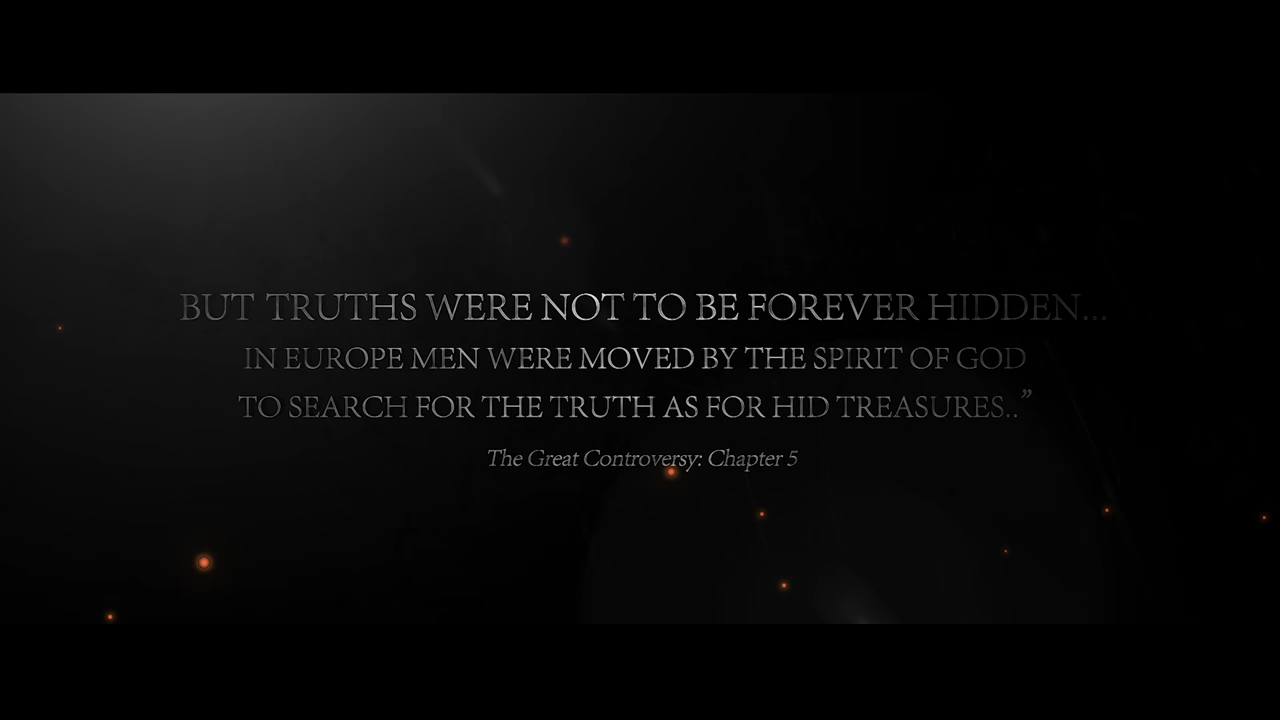 BUT TRUTHS WERE NOT TO BE FOREVER HIDDEN...
IN EUROPE MEN WERE MOVED BY THE SPIRIT OF GOD
TO SEARCH FOR THE TRUTH AS FOR HID TREASURES..”
The Great Controversy: Chapter 5